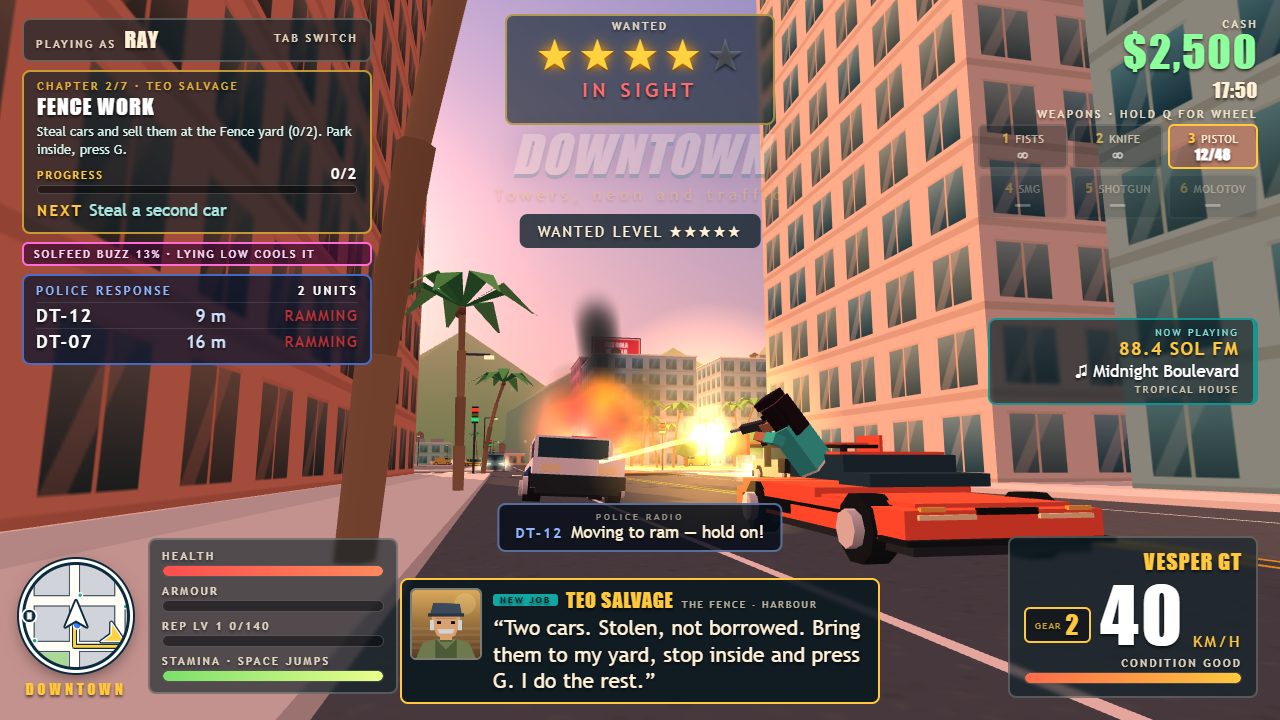 PLAYING AS RAY TAB SWITCH
CHAPTER 2/7 · TEO SALVAGE
FENCE WORK
Steal cars and sell them at the Fence yard (0/2). Park
inside, press G.
PROGRESS 0/2
NEXT Steal a second car
SOLFEED BUZZ 13% · LYING LOW COOLS IT
POLICE RESPONSE 2 UNITS
DT-12 9 m RAMMING
DT-07 16 m RAMMING
WANTED
IN SIGHT
DOWNTOWN
Towers, neon and traffic
WANTED LEVEL ★★★★★
CASH
$2,500
17:50
WEAPONS · HOLD Q FOR WHEEL
1 FISTS 2 KNIFE 3 PISTOL
∞ ∞ 12/48
4 SMG 5 SHOTGUN 6 MOLOTOV
— — —
NOW PLAYING
88.4 SOL FM
♫ Midnight Boulevard
TROPICAL HOUSE
POLICE RADIO
DT-12 Moving to ram — hold on!
HEALTH
ARMOUR
REP LV 1 0/140
STAMINA · SPACE JUMPS
DOWNTOWN
NEW JOB TEO SALVAGE THE FENCE · HARBOUR
“Two cars. Stolen, not borrowed. Bring
them to my yard, stop inside and press
G. I do the rest.”
VESPER GT
GEAR 2 40 KM/H
CONDITION GOOD